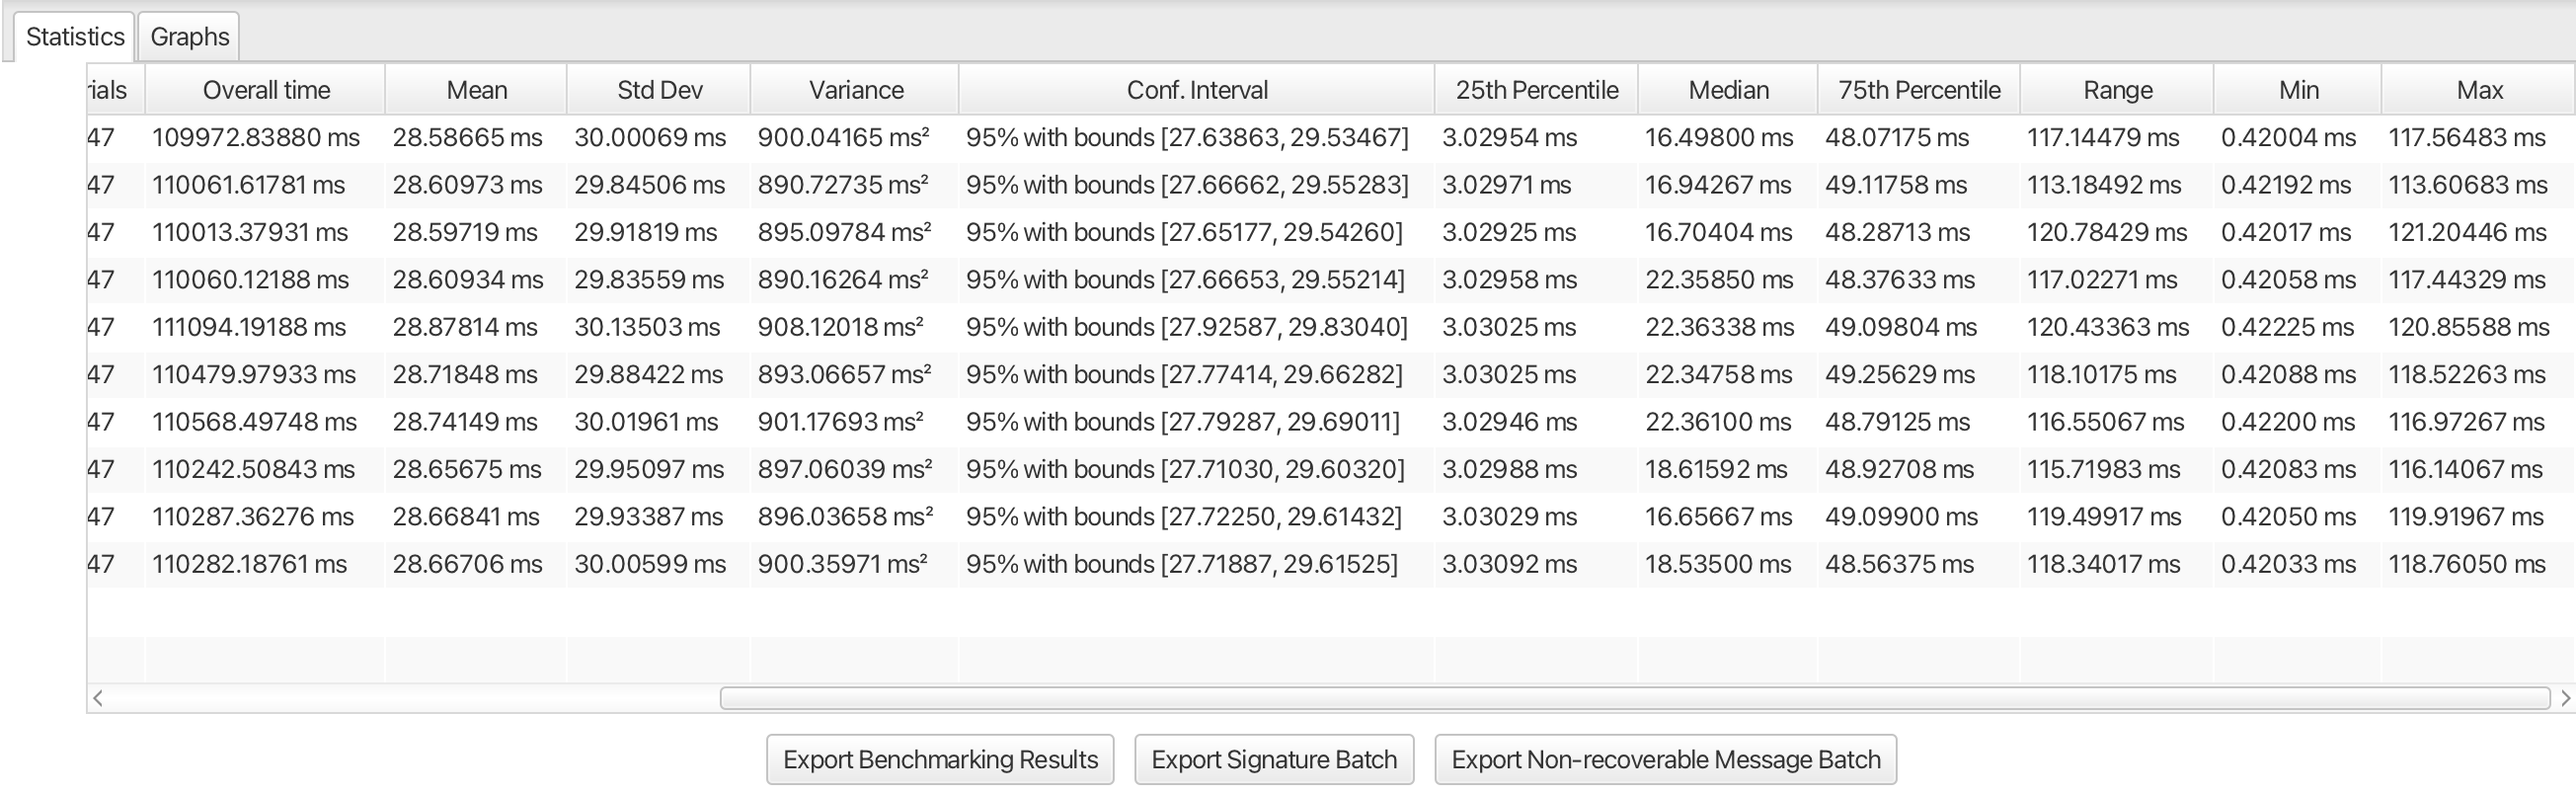 Statistics Graphs
rials Overall time Mean Std Dev Variance Conf. Interval 25th Percentile Median 75th Percentile Range Min Max
47 109972.83880 ms 28.58665 ms 30.00069 ms 900.04165 ms² 95% with bounds [27.63863, 29.53467] 3.02954 ms 16.49800 ms 48.07175 ms 117.14479 ms 0.42004 ms 117.56483 ms
47 110061.61781 ms 28.60973 ms 29.84506 ms 890.72735 ms² 95% with bounds [27.66662, 29.55283] 3.02971 ms 16.94267 ms 49.11758 ms 113.18492 ms 0.42192 ms 113.60683 ms
47 110013.37931 ms 28.59719 ms 29.91819 ms 895.09784 ms² 95% with bounds [27.65177, 29.54260] 3.02925 ms 16.70404 ms 48.28713 ms 120.78429 ms 0.42017 ms 121.20446 ms
47 110060.12188 ms 28.60934 ms 29.83559 ms 890.16264 ms² 95% with bounds [27.66653, 29.55214] 3.02958 ms 22.35850 ms 48.37633 ms 117.02271 ms 0.42058 ms 117.44329 ms
47 111094.19188 ms 28.87814 ms 30.13503 ms 908.12018 ms² 95% with bounds [27.92587, 29.83040] 3.03025 ms 22.36338 ms 49.09804 ms 120.43363 ms 0.42225 ms 120.85588 ms
47 110479.97933 ms 28.71848 ms 29.88422 ms 893.06657 ms² 95% with bounds [27.77414, 29.66282] 3.03025 ms 22.34758 ms 49.25629 ms 118.10175 ms 0.42088 ms 118.52263 ms
47 110568.49748 ms 28.74149 ms 30.01961 ms 901.17693 ms² 95% with bounds [27.79287, 29.69011] 3.02946 ms 22.36100 ms 48.79125 ms 116.55067 ms 0.42200 ms 116.97267 ms
47 110242.50843 ms 28.65675 ms 29.95097 ms 897.06039 ms² 95% with bounds [27.71030, 29.60320] 3.02988 ms 18.61592 ms 48.92708 ms 115.71983 ms 0.42083 ms 116.14067 ms
47 110287.36276 ms 28.66841 ms 29.93387 ms 896.03658 ms² 95% with bounds [27.72250, 29.61432] 3.03029 ms 16.65667 ms 49.09900 ms 119.49917 ms 0.42050 ms 119.91967 ms
47 110282.18761 ms 28.66706 ms 30.00599 ms 900.35971 ms² 95% with bounds [27.71887, 29.61525] 3.03092 ms 18.53500 ms 48.56375 ms 118.34017 ms 0.42033 ms 118.76050 ms
Export Benchmarking Results Export Signature Batch Export Non-recoverable Message Batch